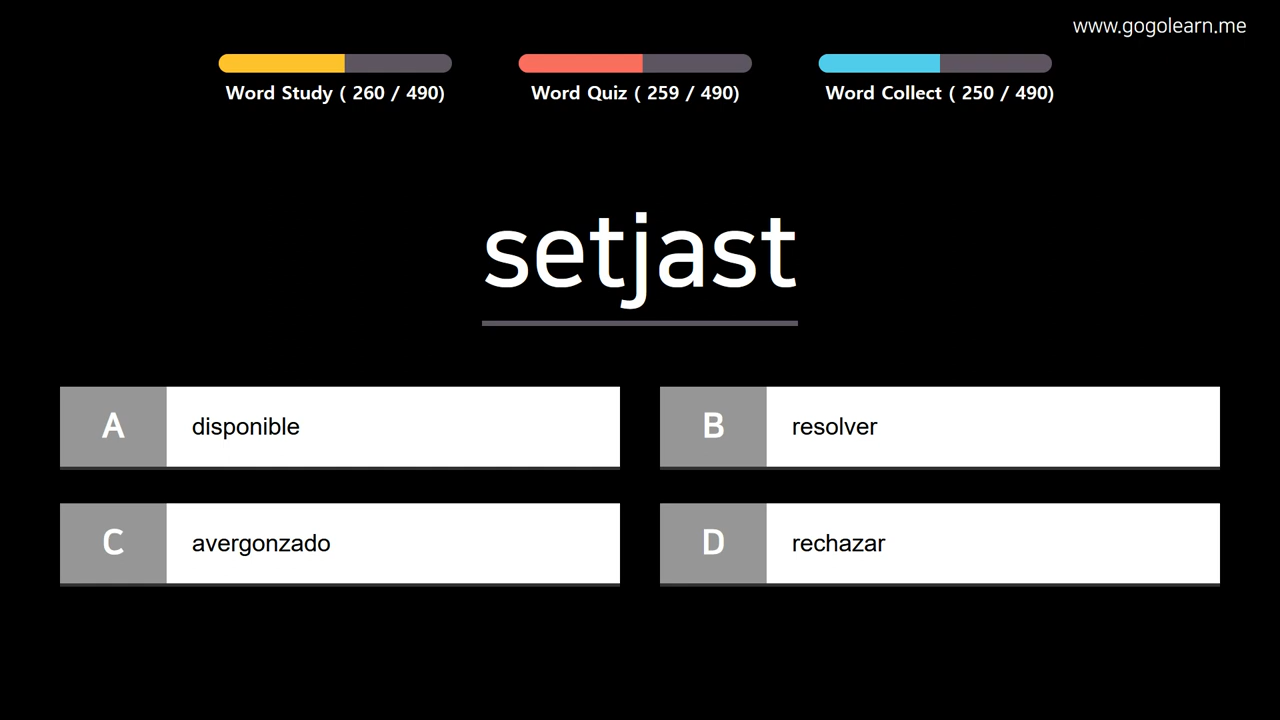 www.gogolearn.me
Word Study ( 260 / 490)
Word Quiz ( 259 / 490)
Word Collect ( 250 / 490)
setjast
A disponible
B resolver
C avergonzado
D rechazar